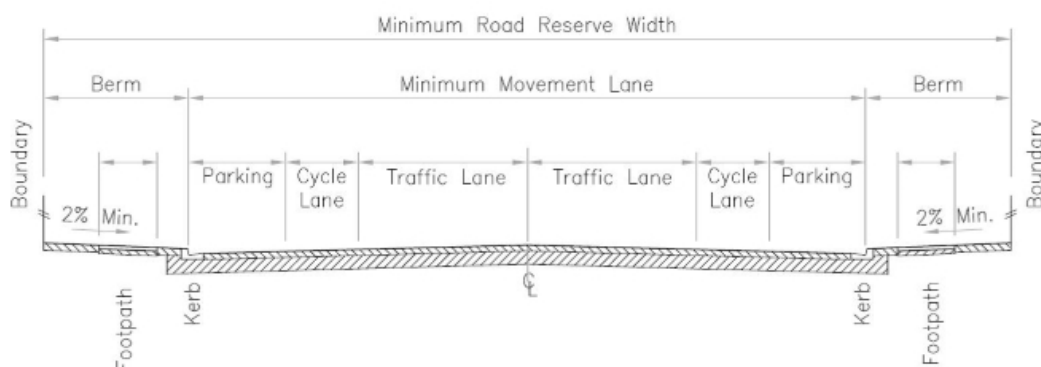 Minimum Road Reserve Width
Berm
Minimum Movement Lane
Berm
Boundary
Boundary
Parking
Cycle
Lane
Traffic Lane
Traffic Lane
Cycle
Lane
Parking
2% Min.
2% Min.
℄
Footpath
Kerb
Kerb
Footpath